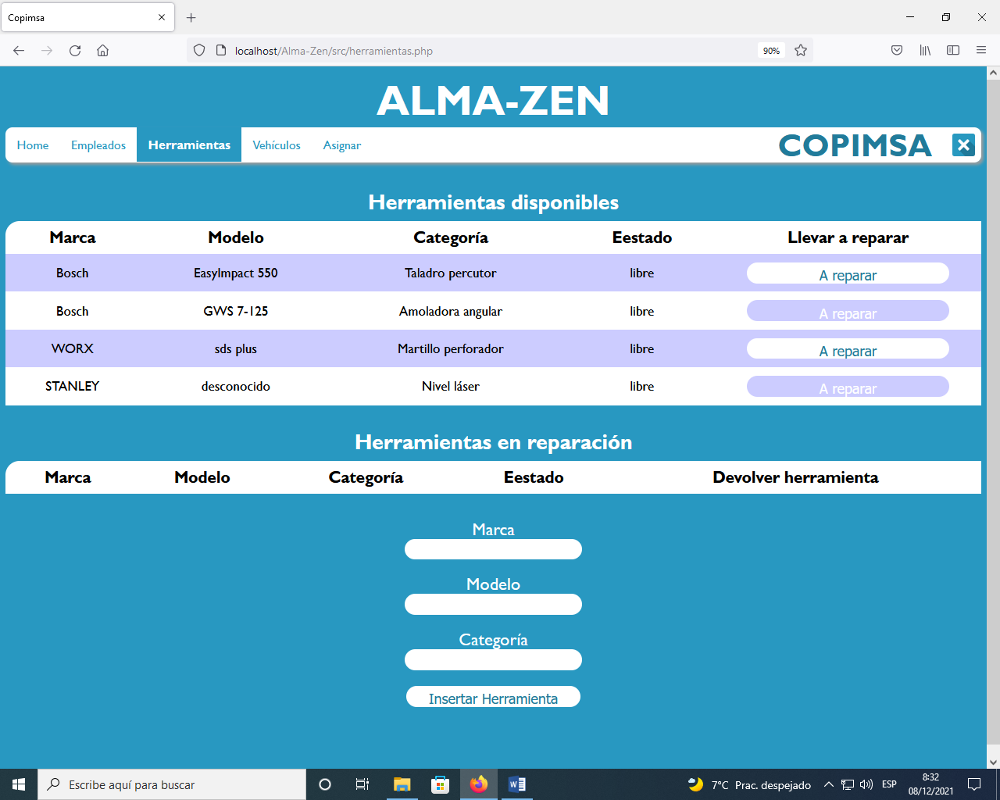 Copimsa
localhost/Alma-Zen/src/herramientas.php
90%
ALMA-ZEN
Home Empleados Herramientas Vehículos Asignar COPIMSA
Herramientas disponibles
Marca Modelo Categoría Eestado Llevar a reparar
Bosch EasyImpact 550 Taladro percutor libre A reparar
Bosch GWS 7-125 Amoladora angular libre A reparar
WORX sds plus Martillo perforador libre A reparar
STANLEY desconocido Nivel láser libre A reparar
Herramientas en reparación
Marca Modelo Categoría Eestado Devolver herramienta
Marca
Modelo
Categoría
Insertar Herramienta
Escribe aquí para buscar
7°C Prac. despejado
ESP
8:32
08/12/2021